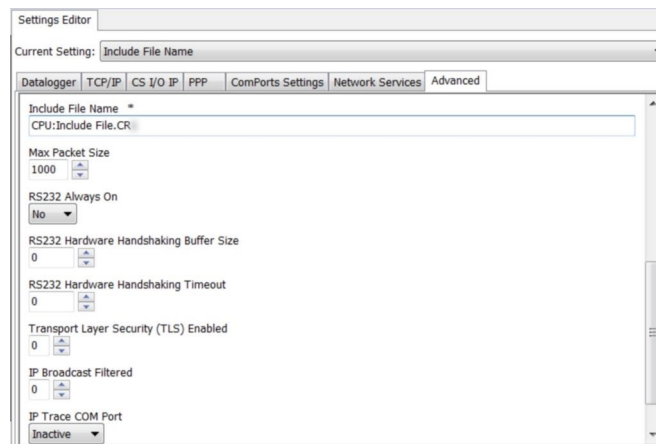 Settings Editor
Current Setting: Include File Name
Datalogger TCP/IP CS I/O IP PPP ComPorts Settings Network Services Advanced
Include File Name *
CPU:Include File.CR
Max Packet Size
1000
RS232 Always On
No
RS232 Hardware Handshaking Buffer Size
0
RS232 Hardware Handshaking Timeout
0
Transport Layer Security (TLS) Enabled
0
IP Broadcast Filtered
0
IP Trace COM Port
Inactive